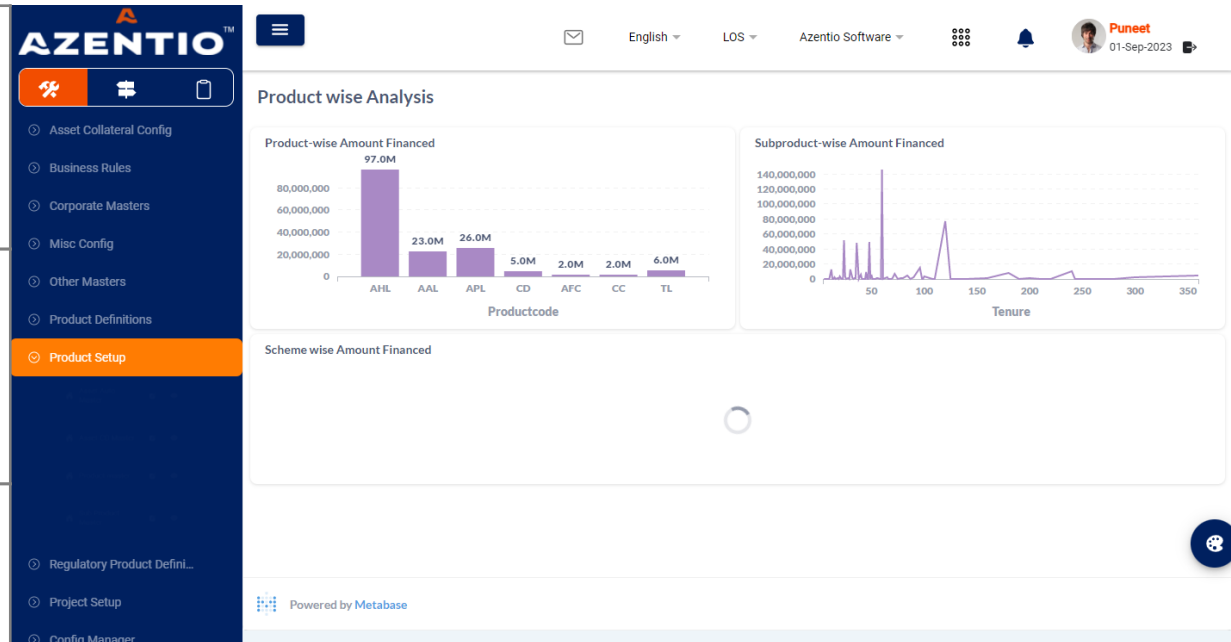 AZENTIO™
English
LOS
Azentio Software
Puneet
01-Sep-2023
Asset Collateral Config
Business Rules
Corporate Masters
Misc Config
Other Masters
Product Definitions
Product Setup
Regulatory Product Defini...
Project Setup
Config Manager
Product wise Analysis
Product-wise Amount Financed
97.0M
80,000,000
60,000,000
40,000,000
20,000,000
0
23.0M
26.0M
5.0M
2.0M
2.0M
6.0M
AHL AAL APL CD AFC CC TL
Productcode
Subproduct-wise Amount Financed
140,000,000
120,000,000
100,000,000
80,000,000
60,000,000
40,000,000
20,000,000
0
50 100 150 200 250 300 350
Tenure
Scheme wise Amount Financed
Powered by Metabase